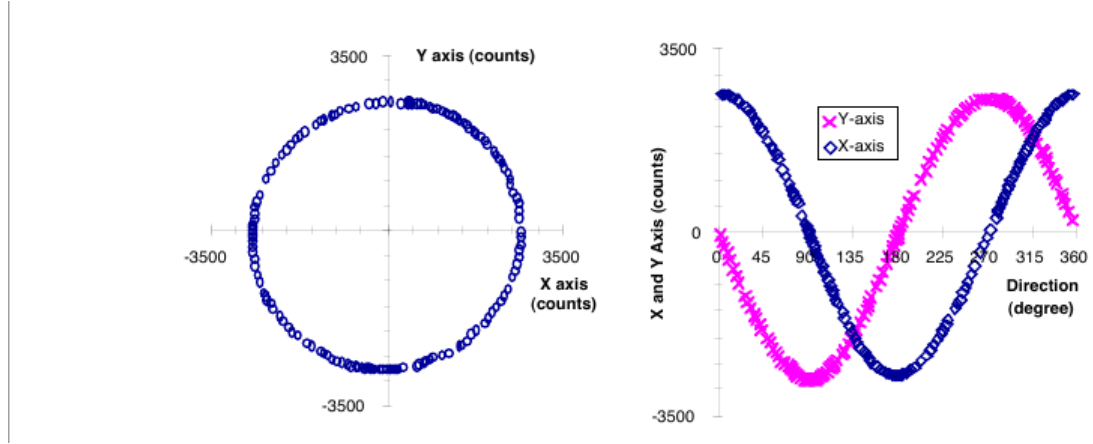 3500
Y axis (counts)
-3500
3500
X axis
(counts)
-3500
X and Y Axis (counts)
3500
Y-axis
X-axis
0
0
45
90
135
180
225
270
315
360
Direction
(degree)
-3500